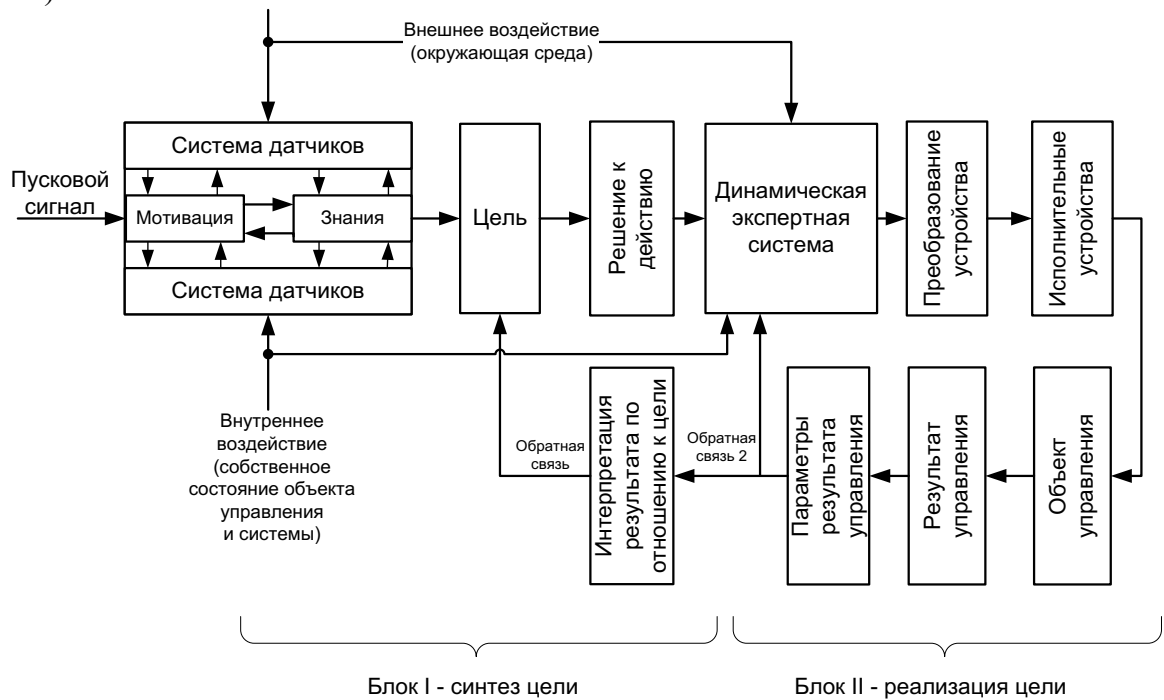 )
Внешнее воздействие
(окружающая среда)
Система датчиков
Пусковой
сигнал
Мотивация
Знания
Система датчиков
Цель
Решение к
действию
Динамическая
экспертная
система
Преобразование
устройства
Исполнительные
устройства
Внутреннее
воздействие
(собственное
состояние объекта
управления
и системы)
Обратная
связь
Интерпретация
результата по
отношению к цели
Обратная
связь 2
Параметры
результата
управления
Результат
управления
Объект
управления
Блок I - синтез цели
Блок II - реализация цели